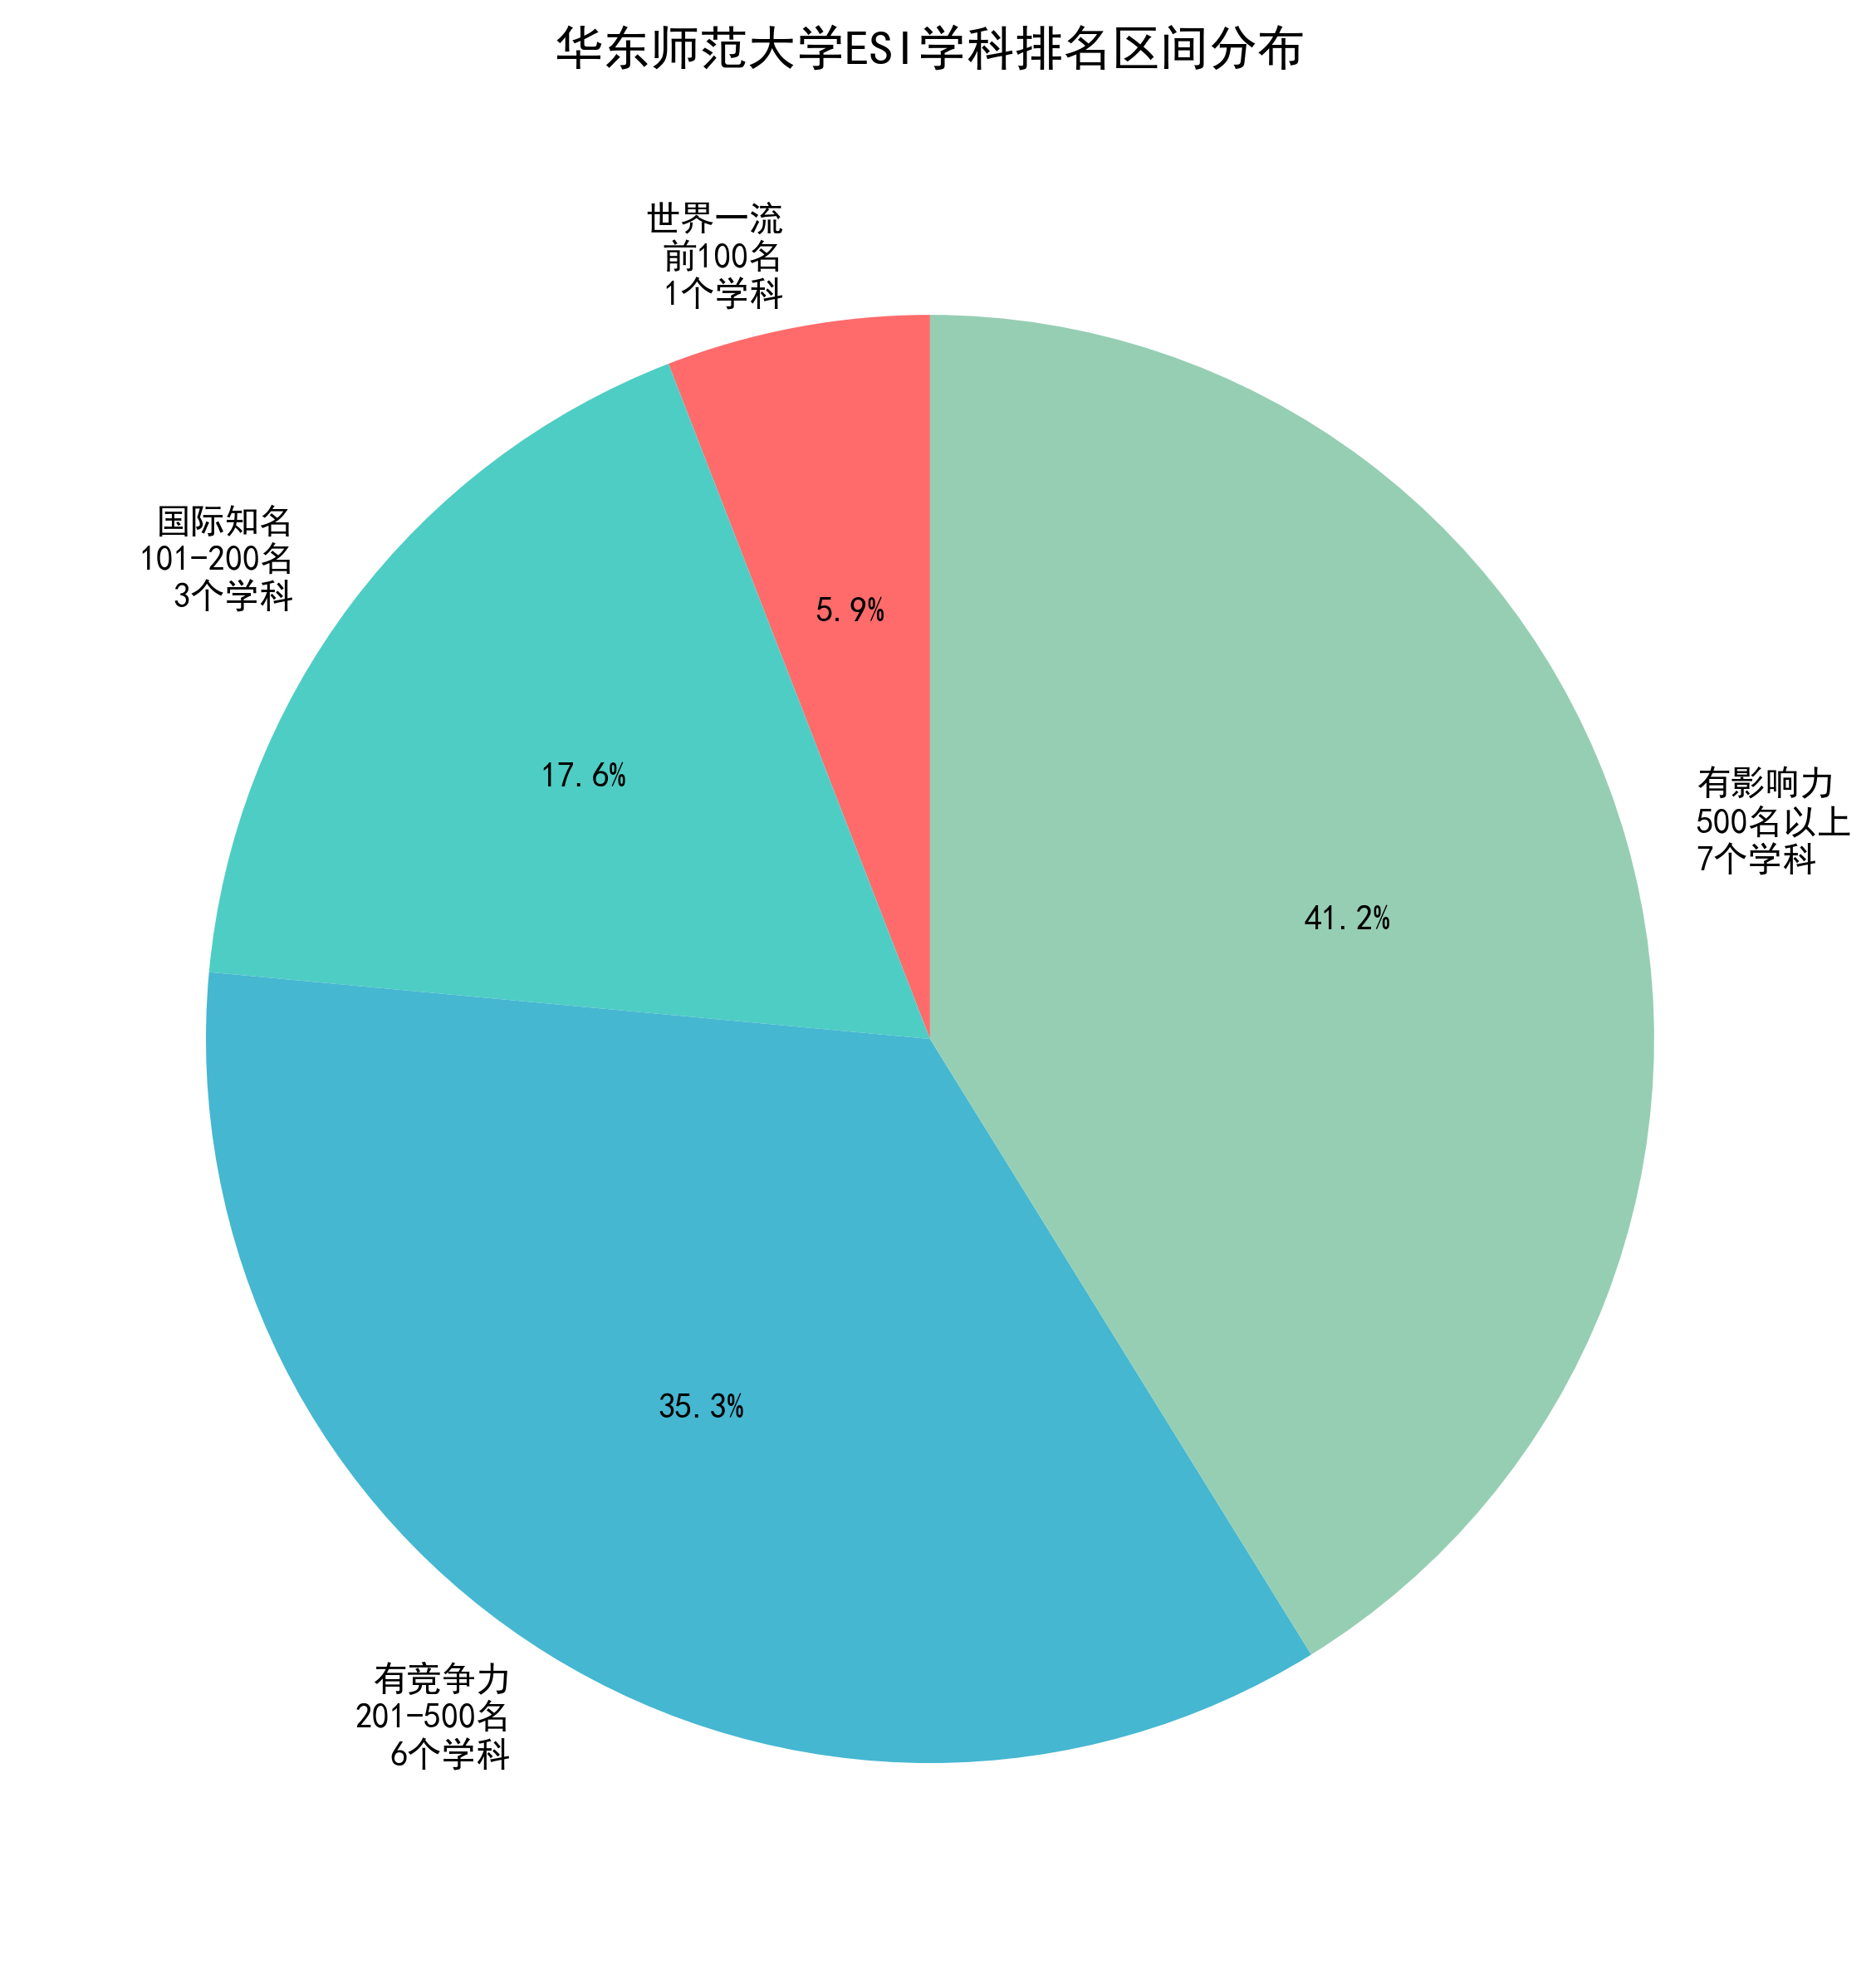 华东师范大学ESI学科排名区间分布
世界一流
前100名
1个学科
国际知名
101-200名
3个学科
5.9%
17.6%
有影响力
500名以上
7个学科
41.2%
35.3%
有竞争力
201-500名
6个学科